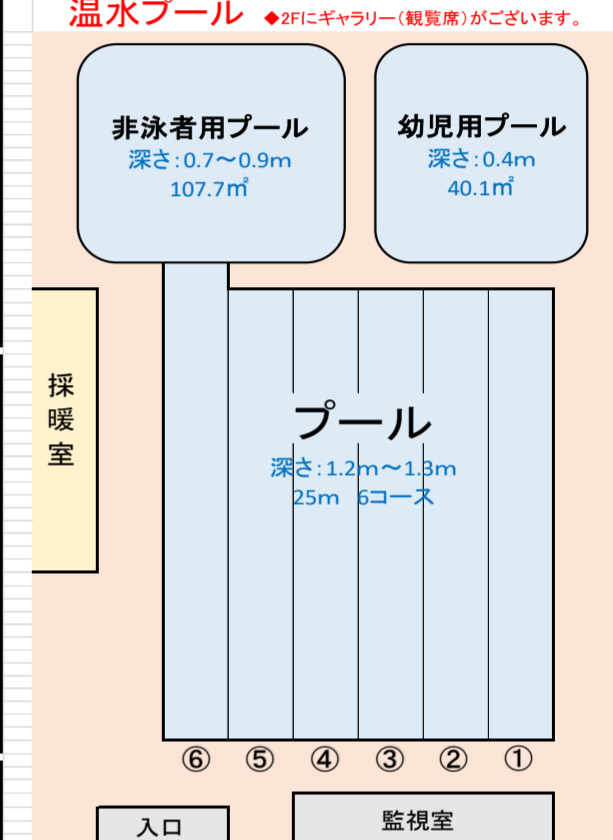 温水プール ◆2Fにギャラリー(観覧席)がございます。
非泳者用プール
深さ:0.7～0.9m
107.7㎡
幼児用プール
深さ:0.4m
40.1㎡
採暖室
プール
深さ:1.2m～1.3m
25m 6コース
⑥ ⑤ ④ ③ ② ①
入口
監視室